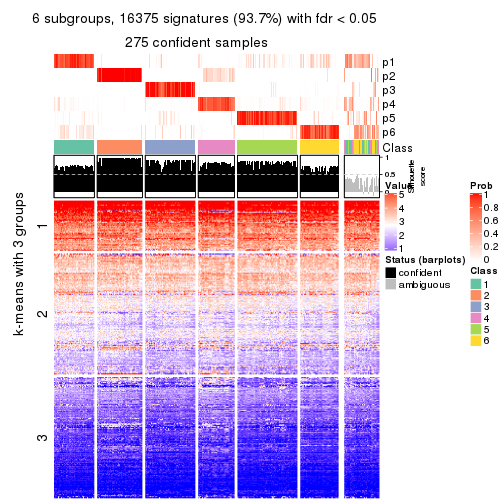 6 subgroups, 16375 signatures (93.7%) with fdr < 0.05
275 confident samples
p1
p2
p3
p4
p5
p6
Class
1
0.5
0
Silhouette
score
k-means with 3 groups
1
2
3
Value
5
4
3
2
1
Status (barplots)
confident
ambiguous
Prob
1
0.8
0.6
0.4
0.2
0
Class
1
2
3
4
5
6